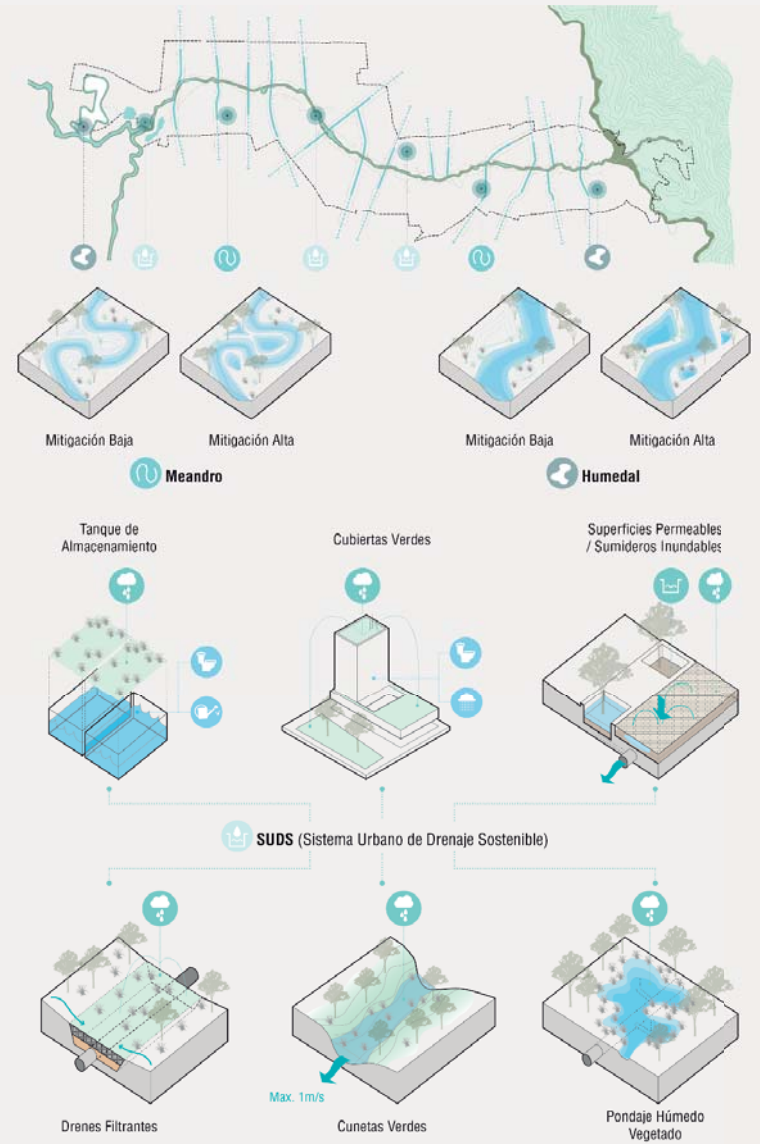 Mitigación Baja
Mitigación Alta
Mitigación Baja
Mitigación Alta
Meandro
Humedal
Tanque de
Almacenamiento
Cubiertas Verdes
Superficies Permeables
/ Sumideros Inundables
SUDS (Sistema Urbano de Drenaje Sostenible)
Max. 1m/s
Drenes Filtrantes
Cunetas Verdes
Pondaje Húmedo
Vegetado